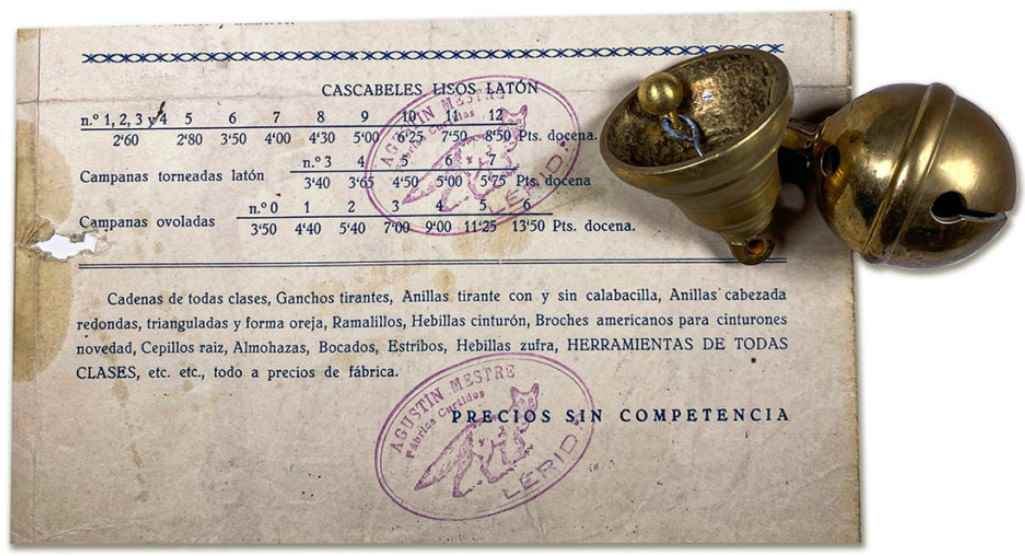 CASCABELES LISOS LATÓN
n.º 1, 2, 3 y 4 5 6 7 8 9 10 11 12
2'60 2'80 3'50 4'00 4'30 5'00 6'25 7'50 8'50 Pts. docena.
n.º 3 4 5 6 7
Campanas torneadas latón 3'40 3'65 4'50 5'00 5'75 Pts. docena
n.º 0 1 2 3 4 5 6
Campanas ovoladas 3'50 4'40 5'40 7'00 9'00 11'25 13'50 Pts. docena.
AGUSTIN MESTRE
Fábrica Curtidos
LERIDA
Cadenas de todas clases, Ganchos tirantes, Anillas tirante con y sin calabacilla, Anillas cabezada
redondas, trianguladas y forma oreja, Ramalillos, Hebillas cinturón, Broches americanos para cinturones
novedad, Cepillos raiz, Almohazas, Bocados, Estribos, Hebillas zufra, HERRAMIENTAS DE TODAS
CLASES, etc. etc., todo a precios de fábrica.
AGUSTIN MESTRE
Fábrica Curtidos
PRECIOS SIN COMPETENCIA
LERIDA